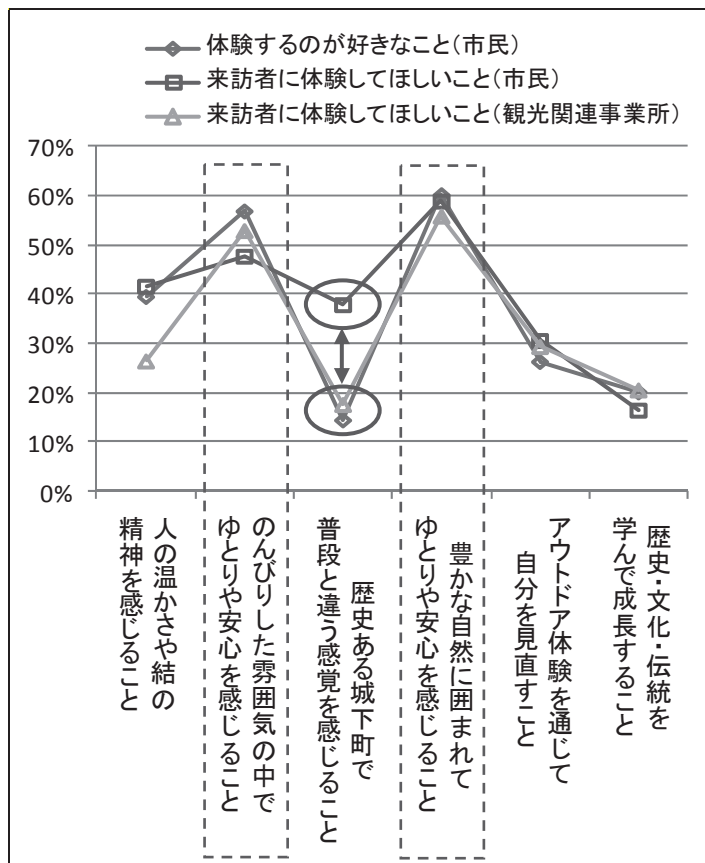 体験するのが好きなこと(市民)
来訪者に体験してほしいこと(市民)
来訪者に体験してほしいこと(観光関連事業所)
70%
60%
50%
40%
30%
20%
10%
0%
人の温かさや結の
精神を感じること
のんびりした雰囲気の中で
ゆとりや安心を感じること
歴史ある城下町で
普段と違う感覚を感じること
豊かな自然に囲まれて
ゆとりや安心を感じること
アウトドア体験を通じて
自分を見直すこと
歴史・文化・伝統を
学んで成長すること